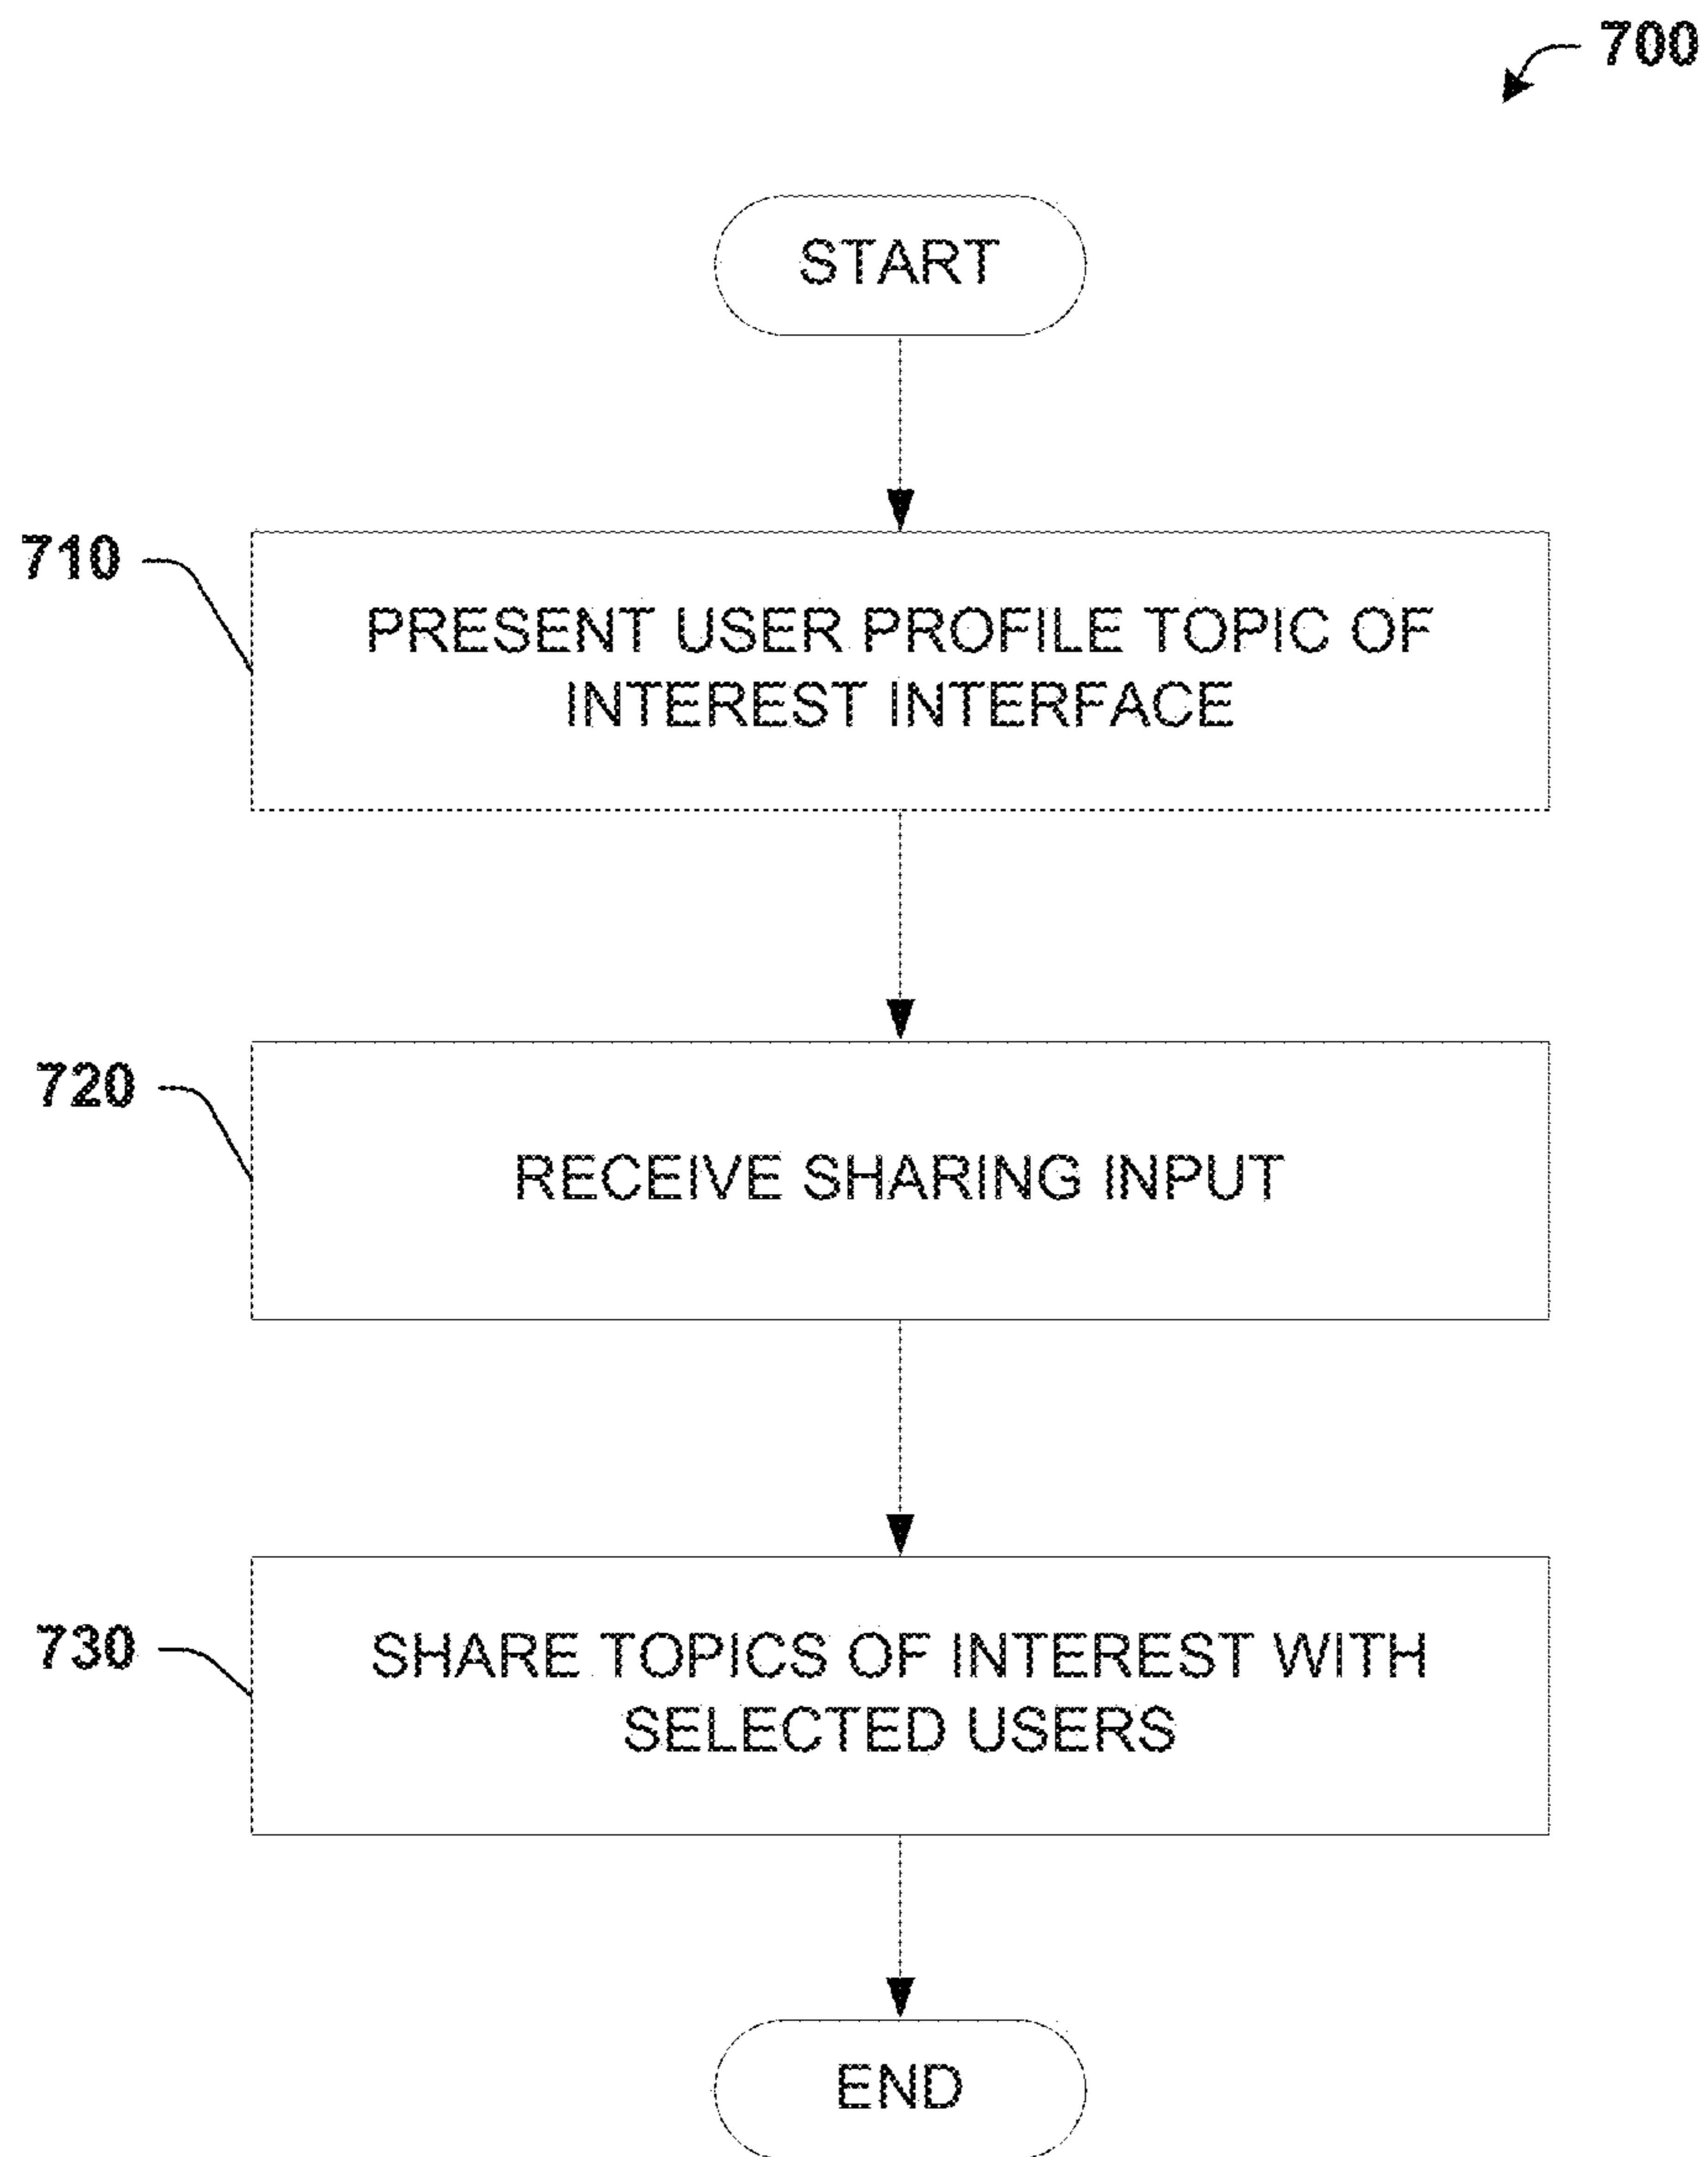 700
START
710
PRESENT USER PROFILE TOPIC OF
INTEREST INTERFACE
720
RECEIVE SHARING INPUT
730
SHARE TOPICS OF INTEREST WITH
SELECTED USERS
END